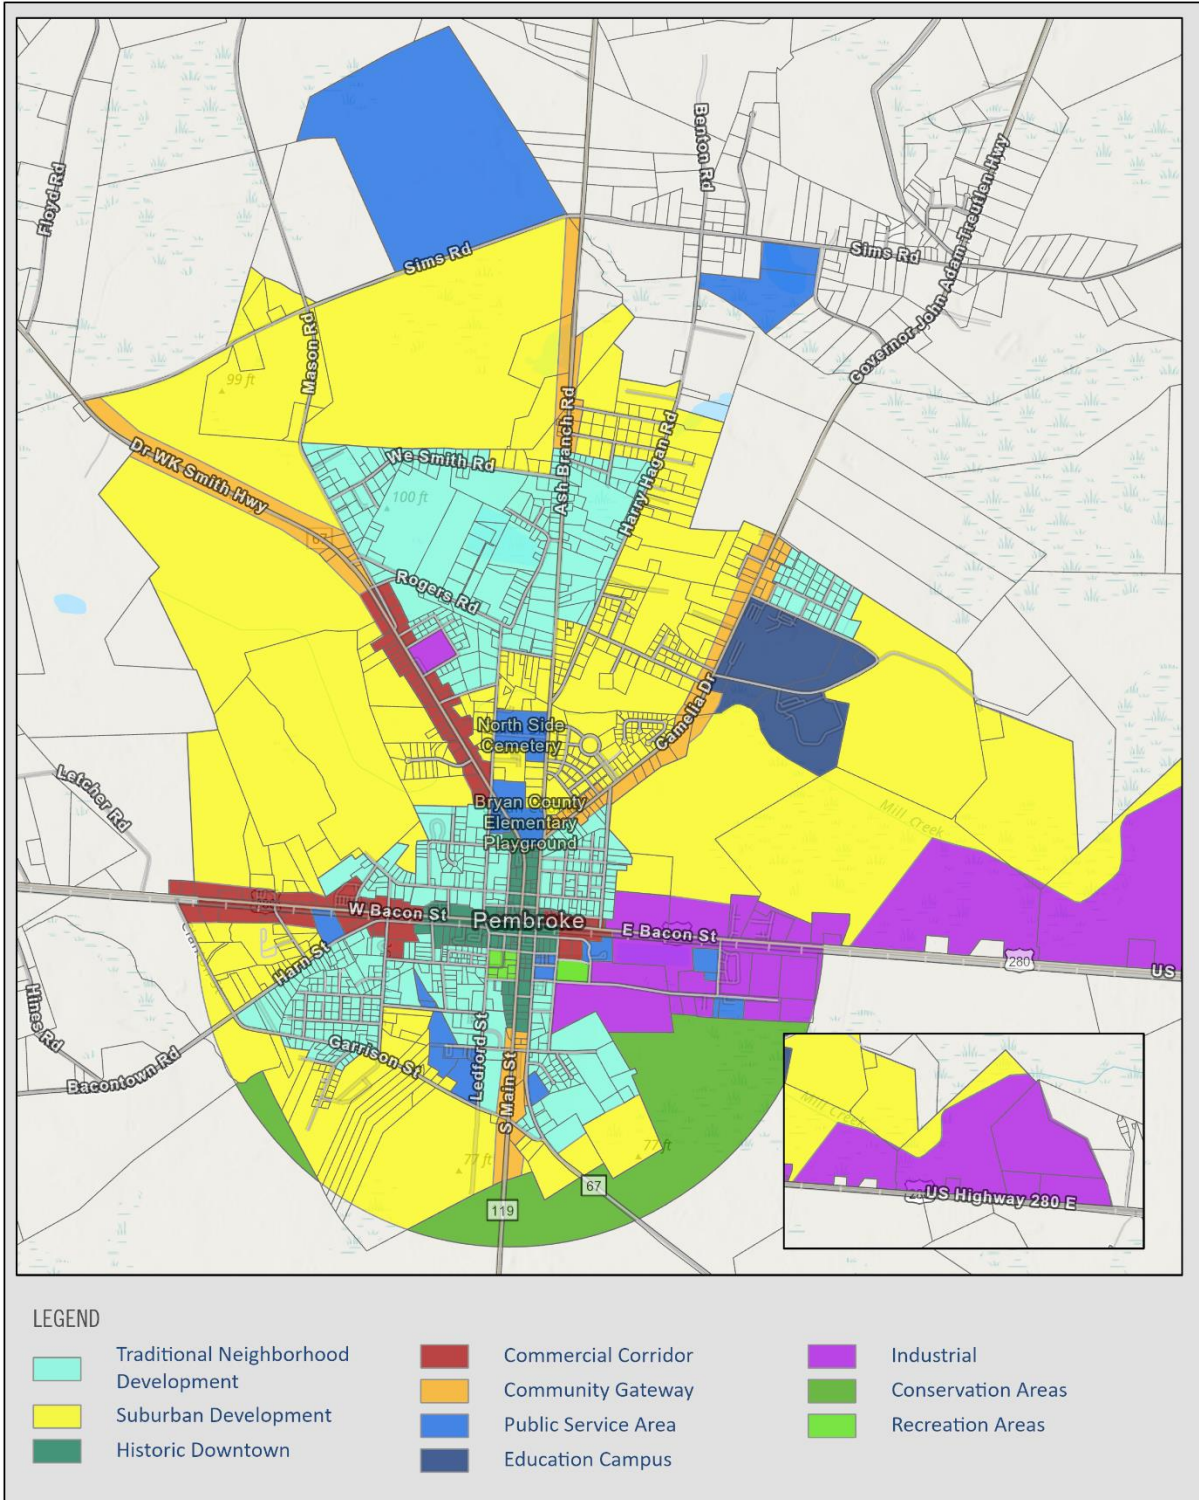 Floyd Rd
Benton Rd
Governor John Adam Treutlen Hwy
Sims Rd
Sims Rd
Mason Rd
99 ft
Dr WK Smith Hwy
We Smith Rd
Ash Branch Rd
Harry Hagan Rd
100 ft
67
Rogers Rd
Camellia Dr
North Side
Cemetery
Letcher Rd
Bryan County
Elementary
Playground
Mill Creek
W Bacon St
Pembroke
E Bacon St
280
US
Harn St
Hines Rd
Smith
Bacontown Rd
Garrison St
Ledford St
S Main St
77 ft
77 ft
67
119
Mill Creek
US Highway 280 E
LEGEND
Traditional Neighborhood
Development
Suburban Development
Historic Downtown
Commercial Corridor
Community Gateway
Public Service Area
Education Campus
Industrial
Conservation Areas
Recreation Areas